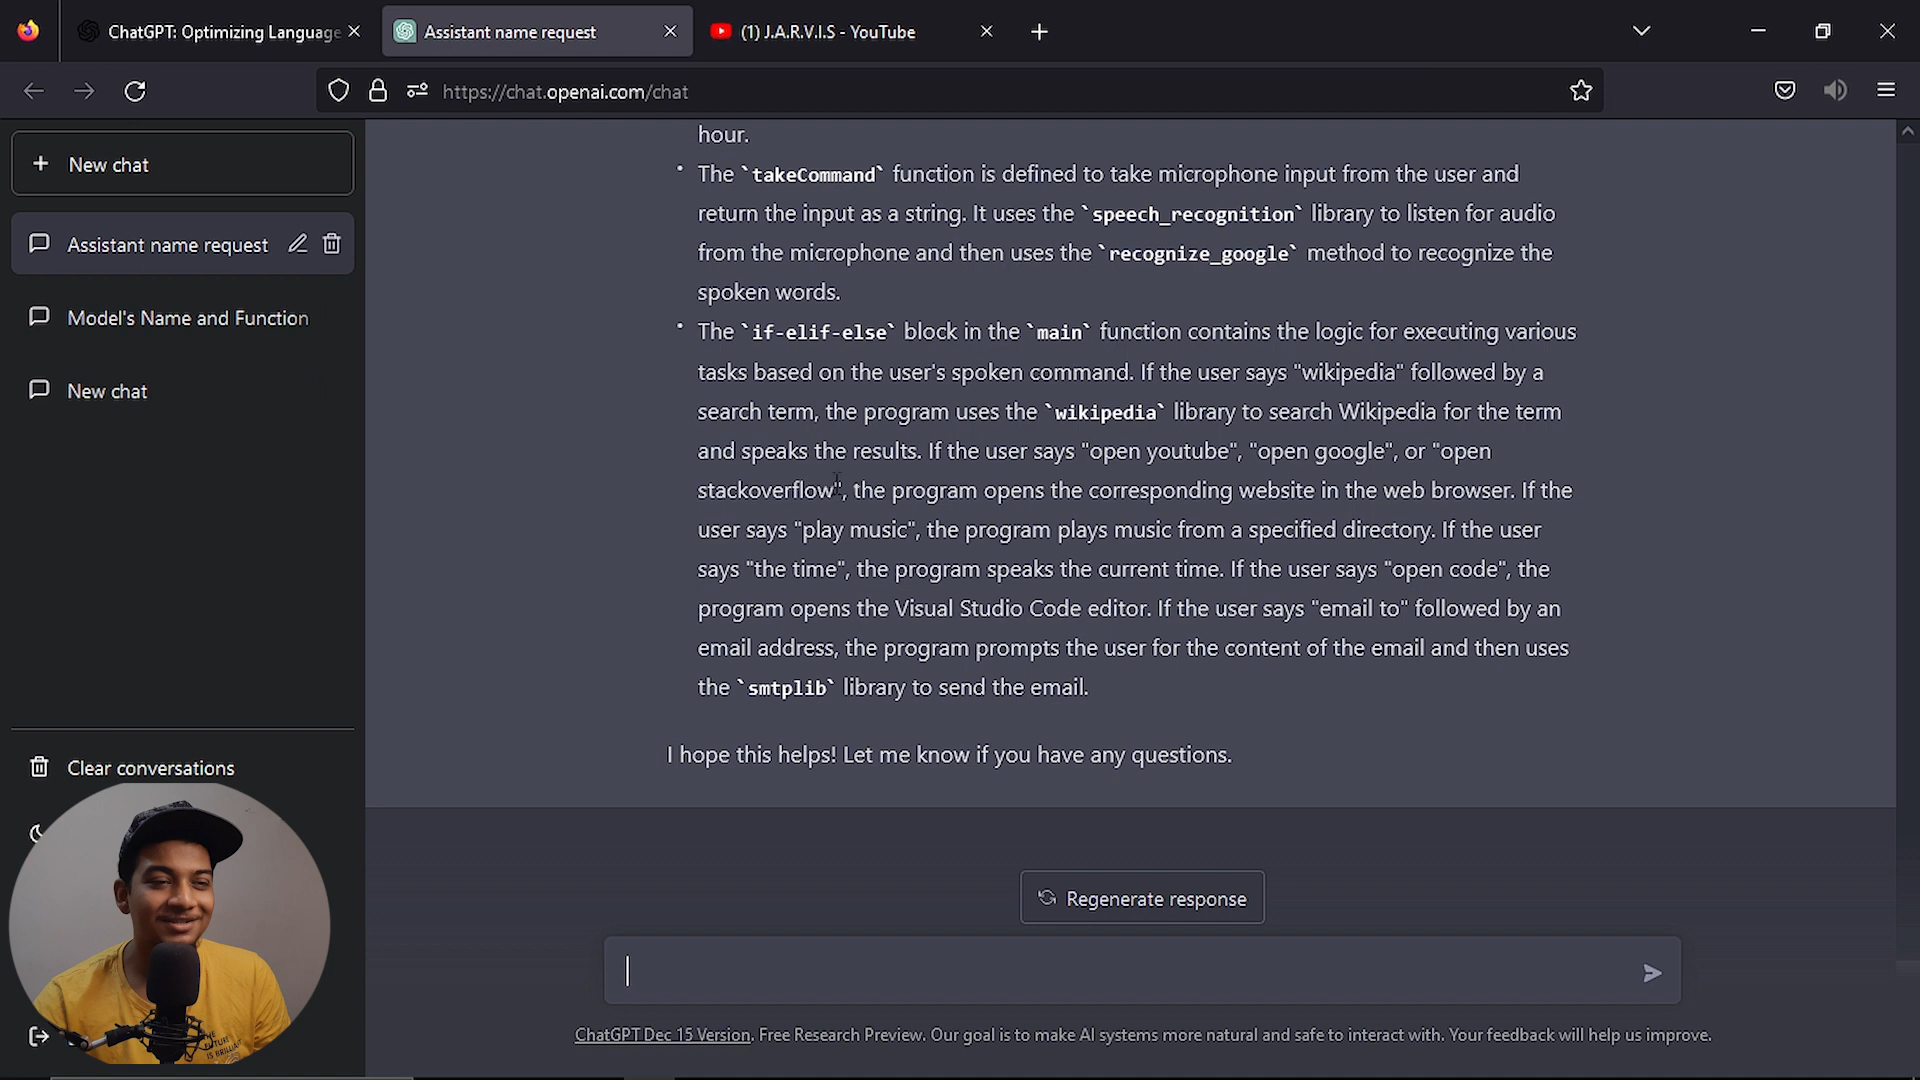 ChatGPT: Optimizing Language
Assistant name request
(1) J.A.R.V.I.S - YouTube
https://chat.openai.com/chat
New chat
Assistant name request
Model's Name and Function
New chat
Clear conversations
hour.
• The `takeCommand` function is defined to take microphone input from the user and
return the input as a string. It uses the `speech_recognition` library to listen for audio
from the microphone and then uses the `recognize_google` method to recognize the
spoken words.
• The `if-elif-else` block in the `main` function contains the logic for executing various
tasks based on the user's spoken command. If the user says "wikipedia" followed by a
search term, the program uses the `wikipedia` library to search Wikipedia for the term
and speaks the results. If the user says "open youtube", "open google", or "open
stackoverflow", the program opens the corresponding website in the web browser. If the
user says "play music", the program plays music from a specified directory. If the user
says "the time", the program speaks the current time. If the user says "open code", the
program opens the Visual Studio Code editor. If the user says "email to" followed by an
email address, the program prompts the user for the content of the email and then uses
the `smtplib` library to send the email.
I hope this helps! Let me know if you have any questions.
Regenerate response
ChatGPT Dec 15 Version. Free Research Preview. Our goal is to make AI systems more natural and safe to interact with. Your feedback will help us improve.